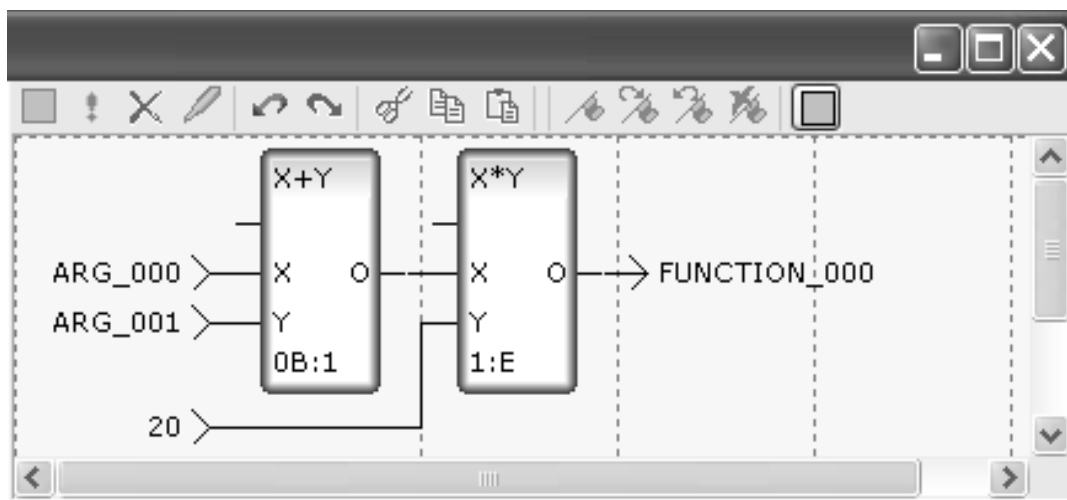 X+Y X*Y
ARG_000 X O X O FUNCTION_000
ARG_001 Y Y
0B:1 1:E
20